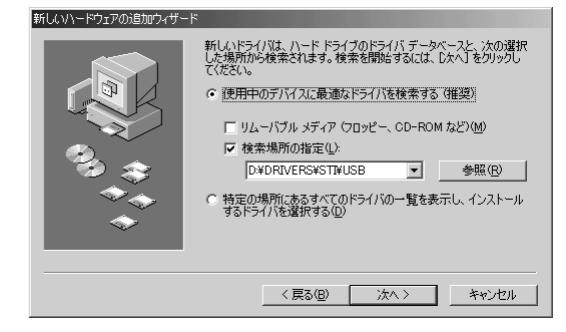 新しいハードウェアの追加ウィザード
新しいドライバは、ハード ドライブのドライバ データベースと、次の選択
した場所から検索されます。検索を開始するには、[次へ] をクリックし
てください。
使用中のデバイスに最適なドライバを検索する (推奨)
リムーバブル メディア (フロッピー、CD-ROM など)(M)
検索場所の指定(L):
D:¥DRIVERS¥STI¥USB
参照(R)
特定の場所にあるすべてのドライバの一覧を表示し、インストール
するドライバを選択する(D)
< 戻る(B)
次へ >
キャンセル